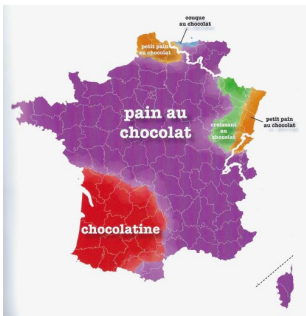 couque
au chocolat
petit pain
au chocolat
pain au
chocolat
petit pain
au chocolat
croissant
au
chocolat
chocolatine